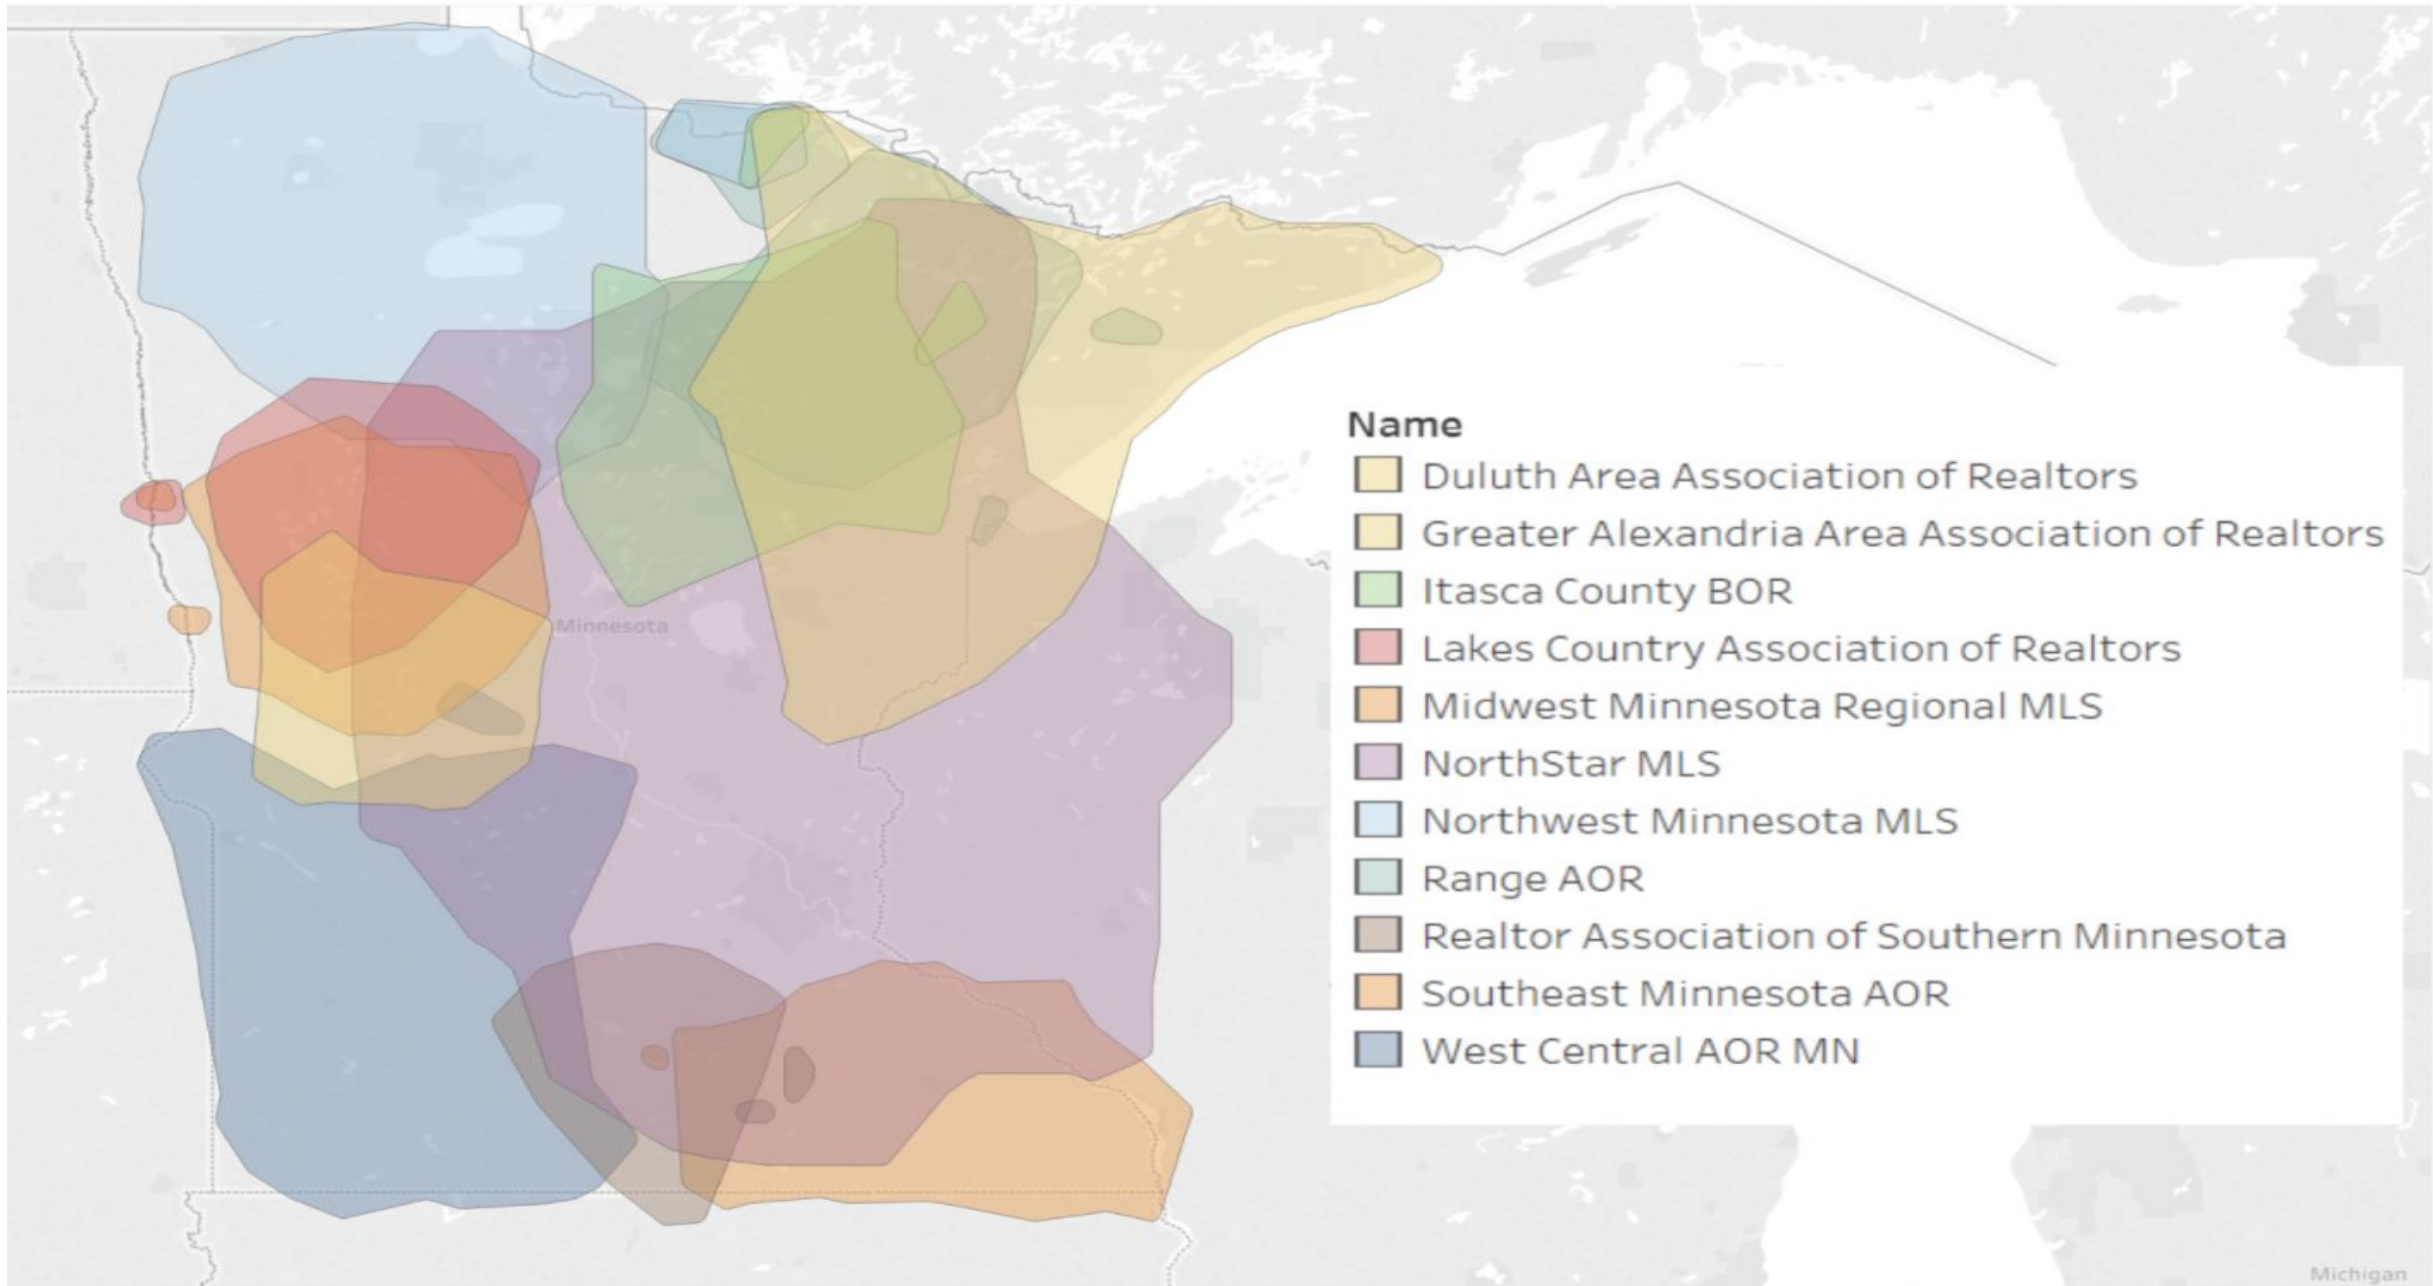 Minnesota
Name
Duluth Area Association of Realtors
Greater Alexandria Area Association of Realtors
Itasca County BOR
Lakes Country Association of Realtors
Midwest Minnesota Regional MLS
NorthStar MLS
Northwest Minnesota MLS
Range AOR
Realtor Association of Southern Minnesota
Southeast Minnesota AOR
West Central AOR MN
Michigan